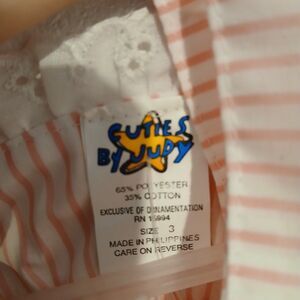 CUTIES
BY JUDY
65% POLYESTER
35% COTTON
EXCLUSIVE OF ORNAMENTATION
RN 15994
SIZE 3
MADE IN PHILIPPINES
CARE ON REVERSE